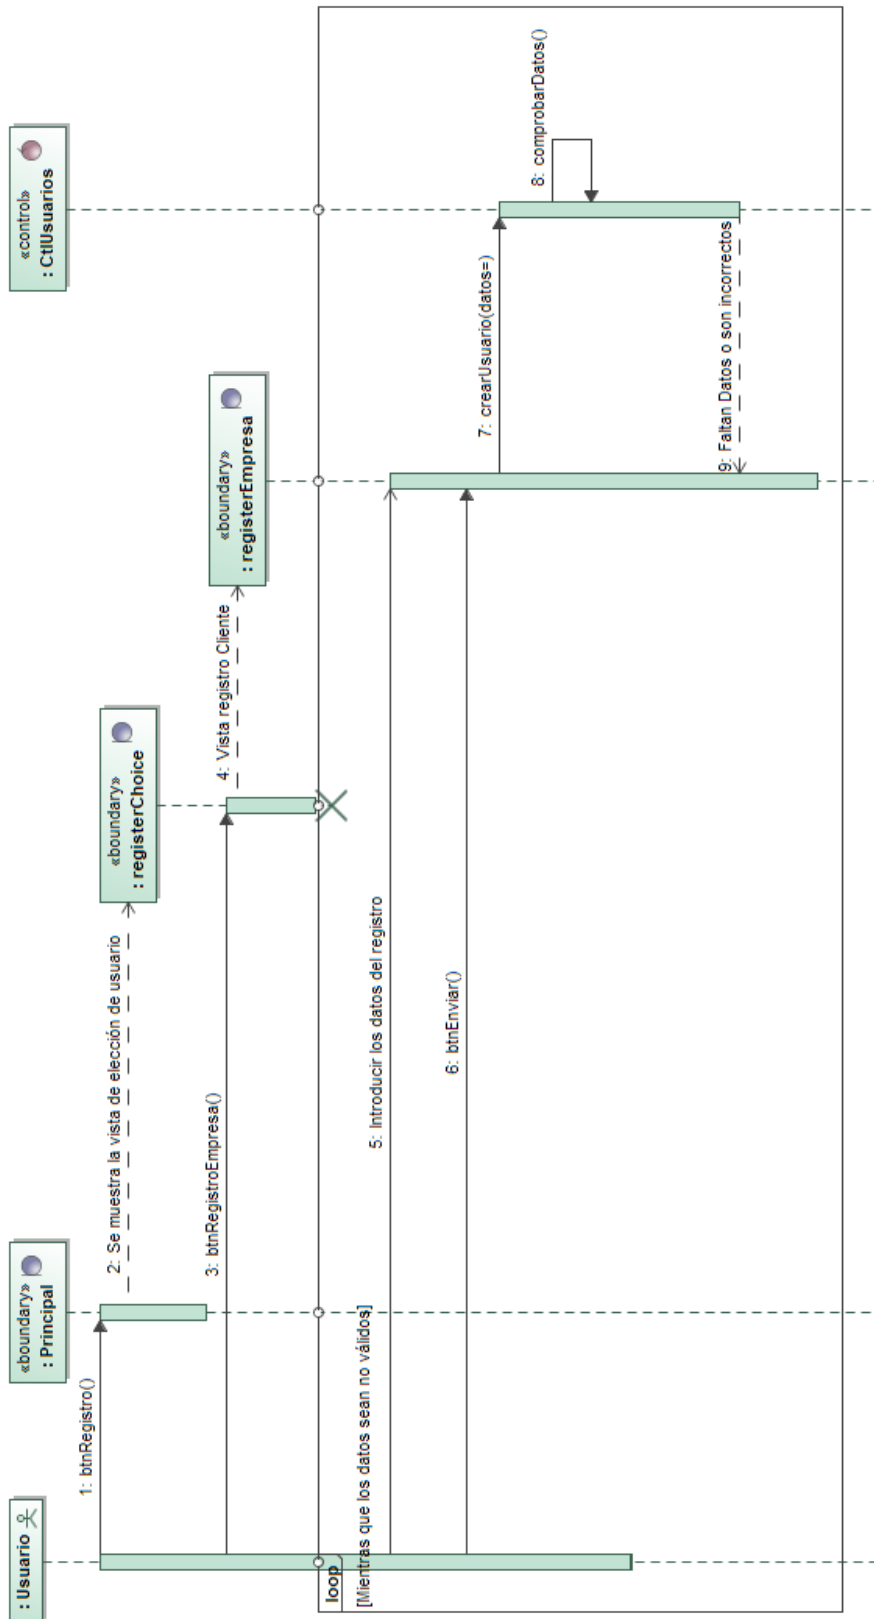 : Usuario
«boundary»
: Principal
«boundary»
: registerChoice
«boundary»
: registerEmpresa
«control»
: CtlUsuarios
1: btnRegistro()
2: Se muestra la vista de elección de usuario
3: btnRegistroEmpresa()
4: Vista registro Cliente
loop
[Mientras que los datos sean no válidos]
5: Introducir los datos del registro
6: btnEnviar()
7: crearUsuario(datos=)
8: comprobarDatos()
9: Faltan Datos o son incorrectos